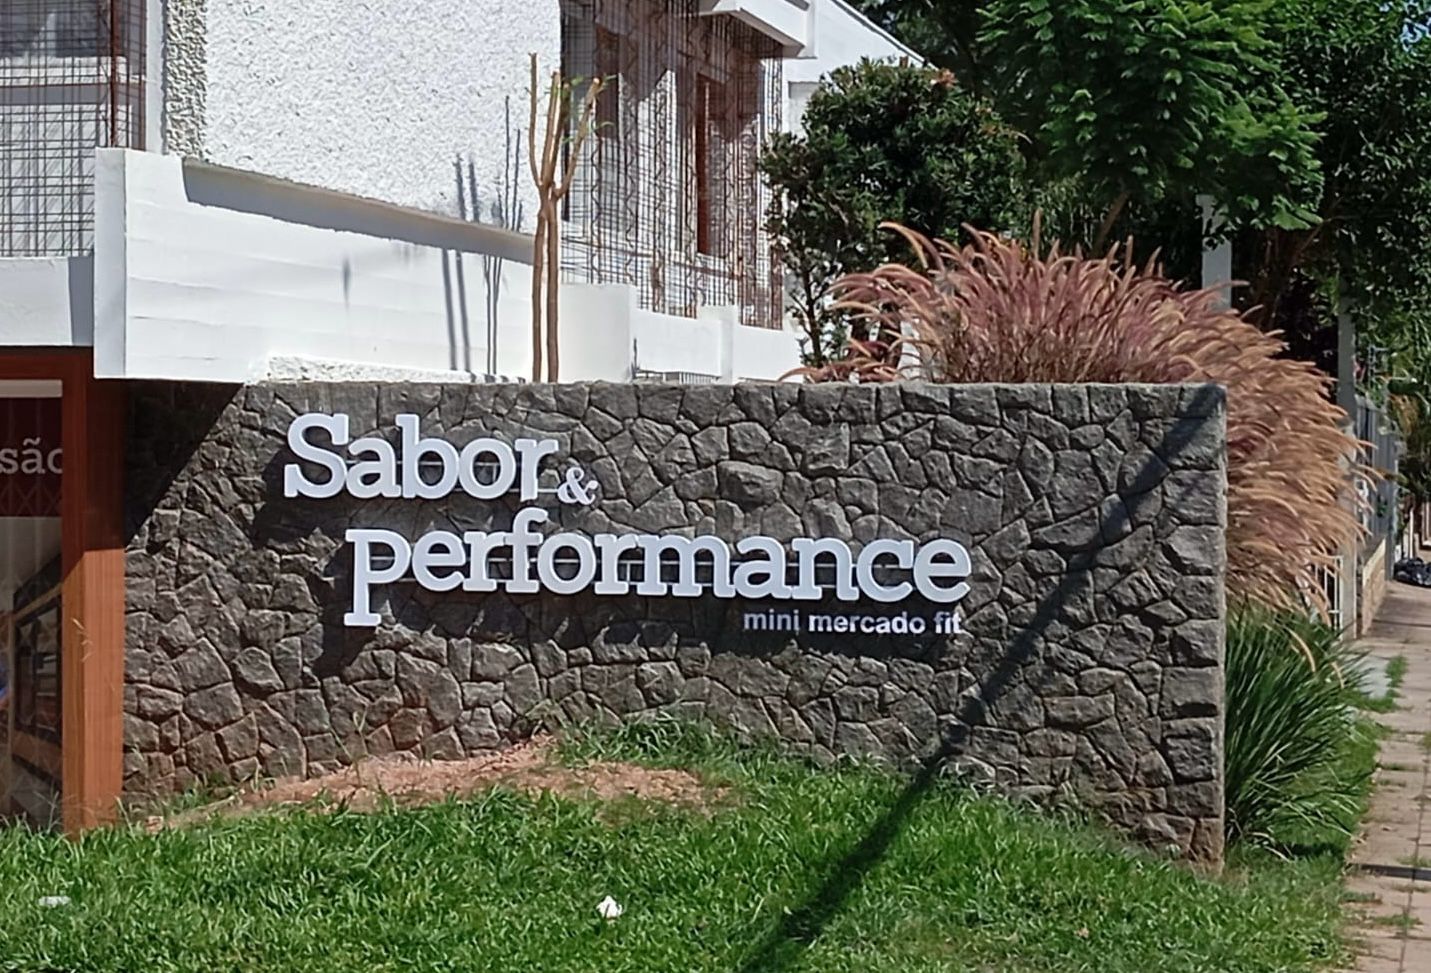 Sabor &
performance
mini mercado fit
são